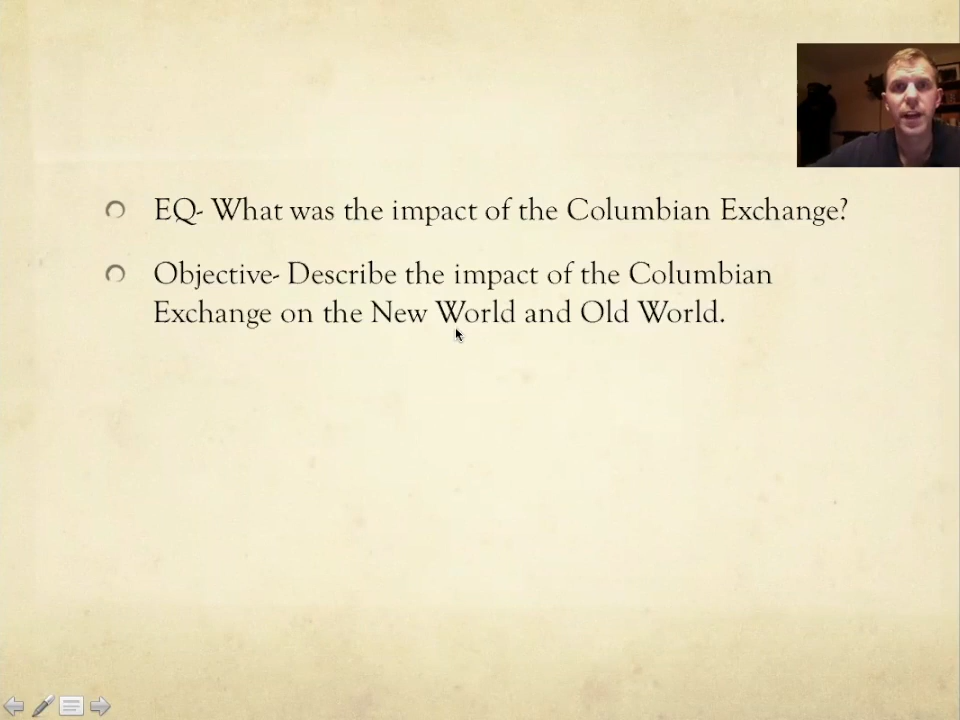 EQ- What was the impact of the Columbian Exchange?
Objective- Describe the impact of the Columbian
Exchange on the New World and Old World.